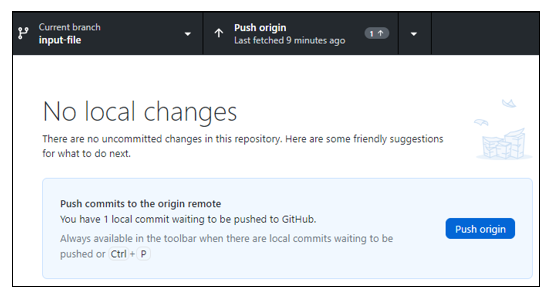 Current branch
input-file
Push origin
Last fetched 9 minutes ago
1 ↑
No local changes
There are no uncommitted changes in this repository. Here are some friendly suggestions
for what to do next.
Push commits to the origin remote
You have 1 local commit waiting to be pushed to GitHub.
Always available in the toolbar when there are local commits waiting to be
pushed or Ctrl + P
Push origin